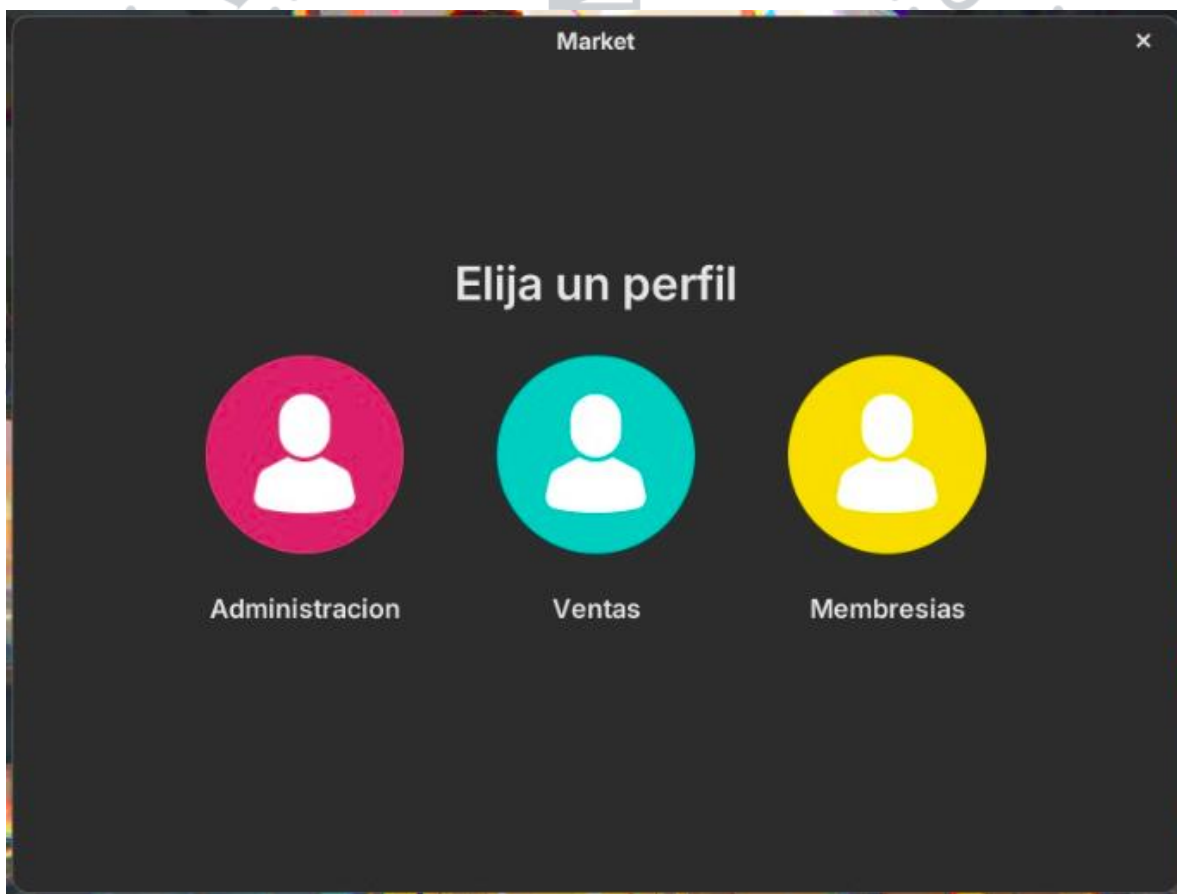 Market
Elija un perfil
Administracion
Ventas
Membresias